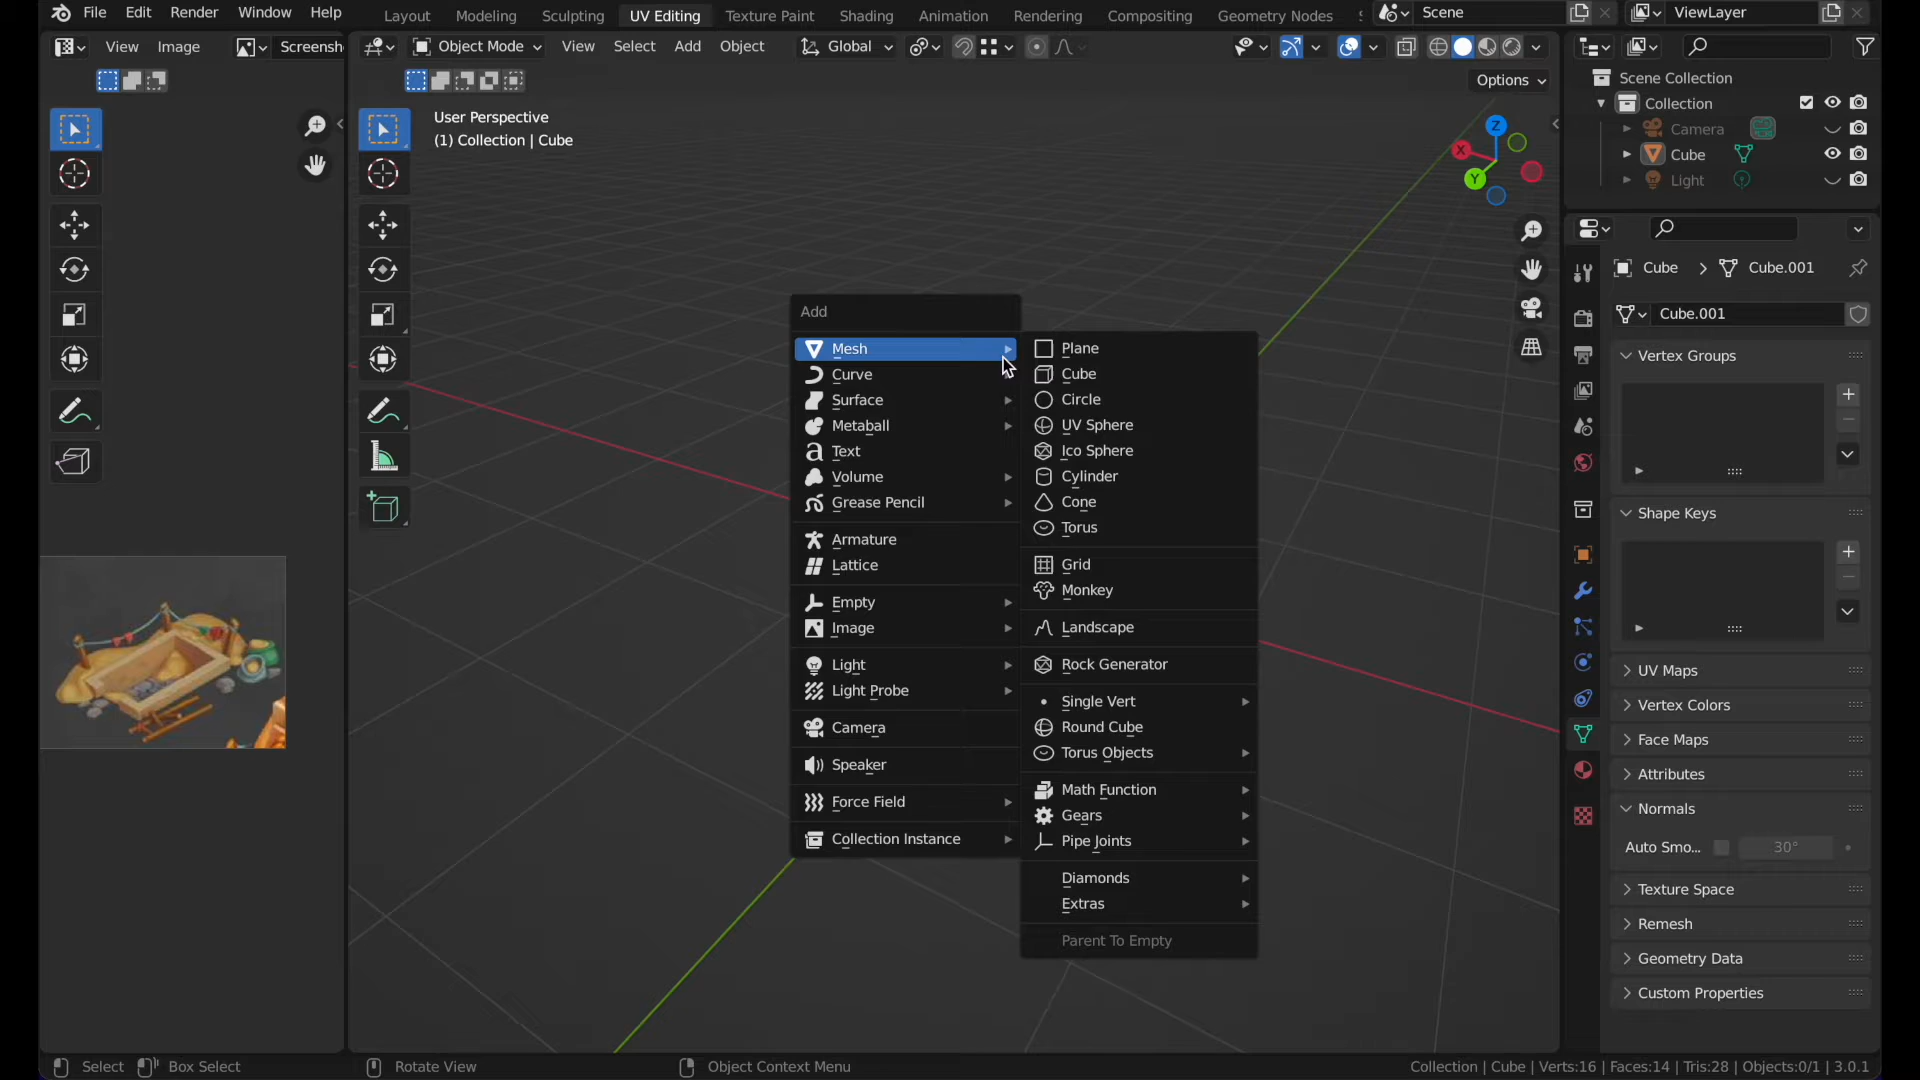 File Edit Render Window Help Layout Modeling Sculpting UV Editing Texture Paint Shading Animation Rendering Compositing Geometry Nodes Scene ViewLayer
View Image Screensh Object Mode View Select Add Object Global
Options
User Perspective
(1) Collection | Cube
Z
X
Y
Add
Mesh
Curve
Surface
Metaball
Text
Volume
Grease Pencil
Armature
Lattice
Empty
Image
Light
Light Probe
Camera
Speaker
Force Field
Collection Instance
Plane
Cube
Circle
UV Sphere
Ico Sphere
Cylinder
Cone
Torus
Grid
Monkey
Landscape
Rock Generator
Single Vert
Round Cube
Torus Objects
Math Function
Gears
Pipe Joints
Diamonds
Extras
Parent To Empty
Scene Collection
Collection
Camera
Cube
Light
Cube Cube.001
Cube.001
Vertex Groups
Shape Keys
UV Maps
Vertex Colors
Face Maps
Attributes
Normals
Auto Smo... 30°
Texture Space
Remesh
Geometry Data
Custom Properties
Select Box Select Rotate View Object Context Menu Collection | Cube | Verts:16 | Faces:14 | Tris:28 | Objects:0/1 | 3.0.1